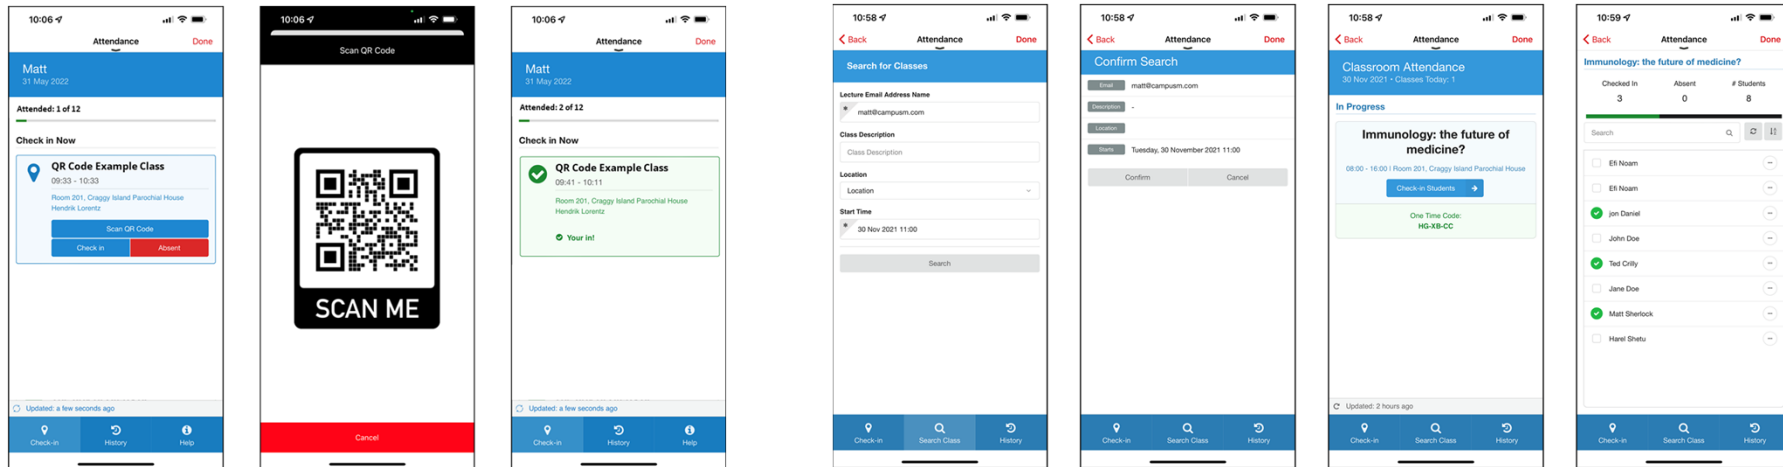 10:06
Attendance
Done
Matt
31 May 2022
Attended: 1 of 12
Check in Now
QR Code Example Class
09:33 - 10:33
Room 201, Craggy Island Parochial House
Hendrik Lorentz
Scan QR Code
Check in
Absent
Updated: a few seconds ago
Check-in
History
Help
10:06
Scan QR Code
SCAN ME
Cancel
10:06
Attendance
Done
Matt
31 May 2022
Attended: 2 of 12
Check in Now
QR Code Example Class
09:41 - 10:11
Room 201, Craggy Island Parochial House
Hendrik Lorentz
Your in!
Updated: a few seconds ago
Check-in
History
Help
10:58
Back
Attendance
Done
Search for Classes
Lecture Email Address Name
* matt@campusm.com
Class Description
Class Description
Location
Location
Start Time
* 30 Nov 2021 11:00
Search
Check-in
Search Class
History
10:58
Back
Attendance
Done
Confirm Search
Email matt@campusm.com
Description -
Location
Starts Tuesday, 30 November 2021 11:00
Confirm
Cancel
Check-in
Search Class
History
10:58
Back
Attendance
Done
Classroom Attendance
30 Nov 2021 • Classes Today: 1
In Progress
Immunology: the future of
medicine?
08:00 - 16:00 | Room 201, Craggy Island Parochial House
Check-in Students
One Time Code:
HG-XB-CC
Updated: 2 hours ago
Check-in
Search Class
History
10:59
Back
Attendance
Done
Immunology: the future of medicine?
Checked In
Absent
# Students
3
0
8
Search
Efi Noam
Efi Noam
jon Daniel
John Doe
Ted Crilly
Jane Doe
Matt Sherlock
Harel Shetu
Check-in
Search Class
History